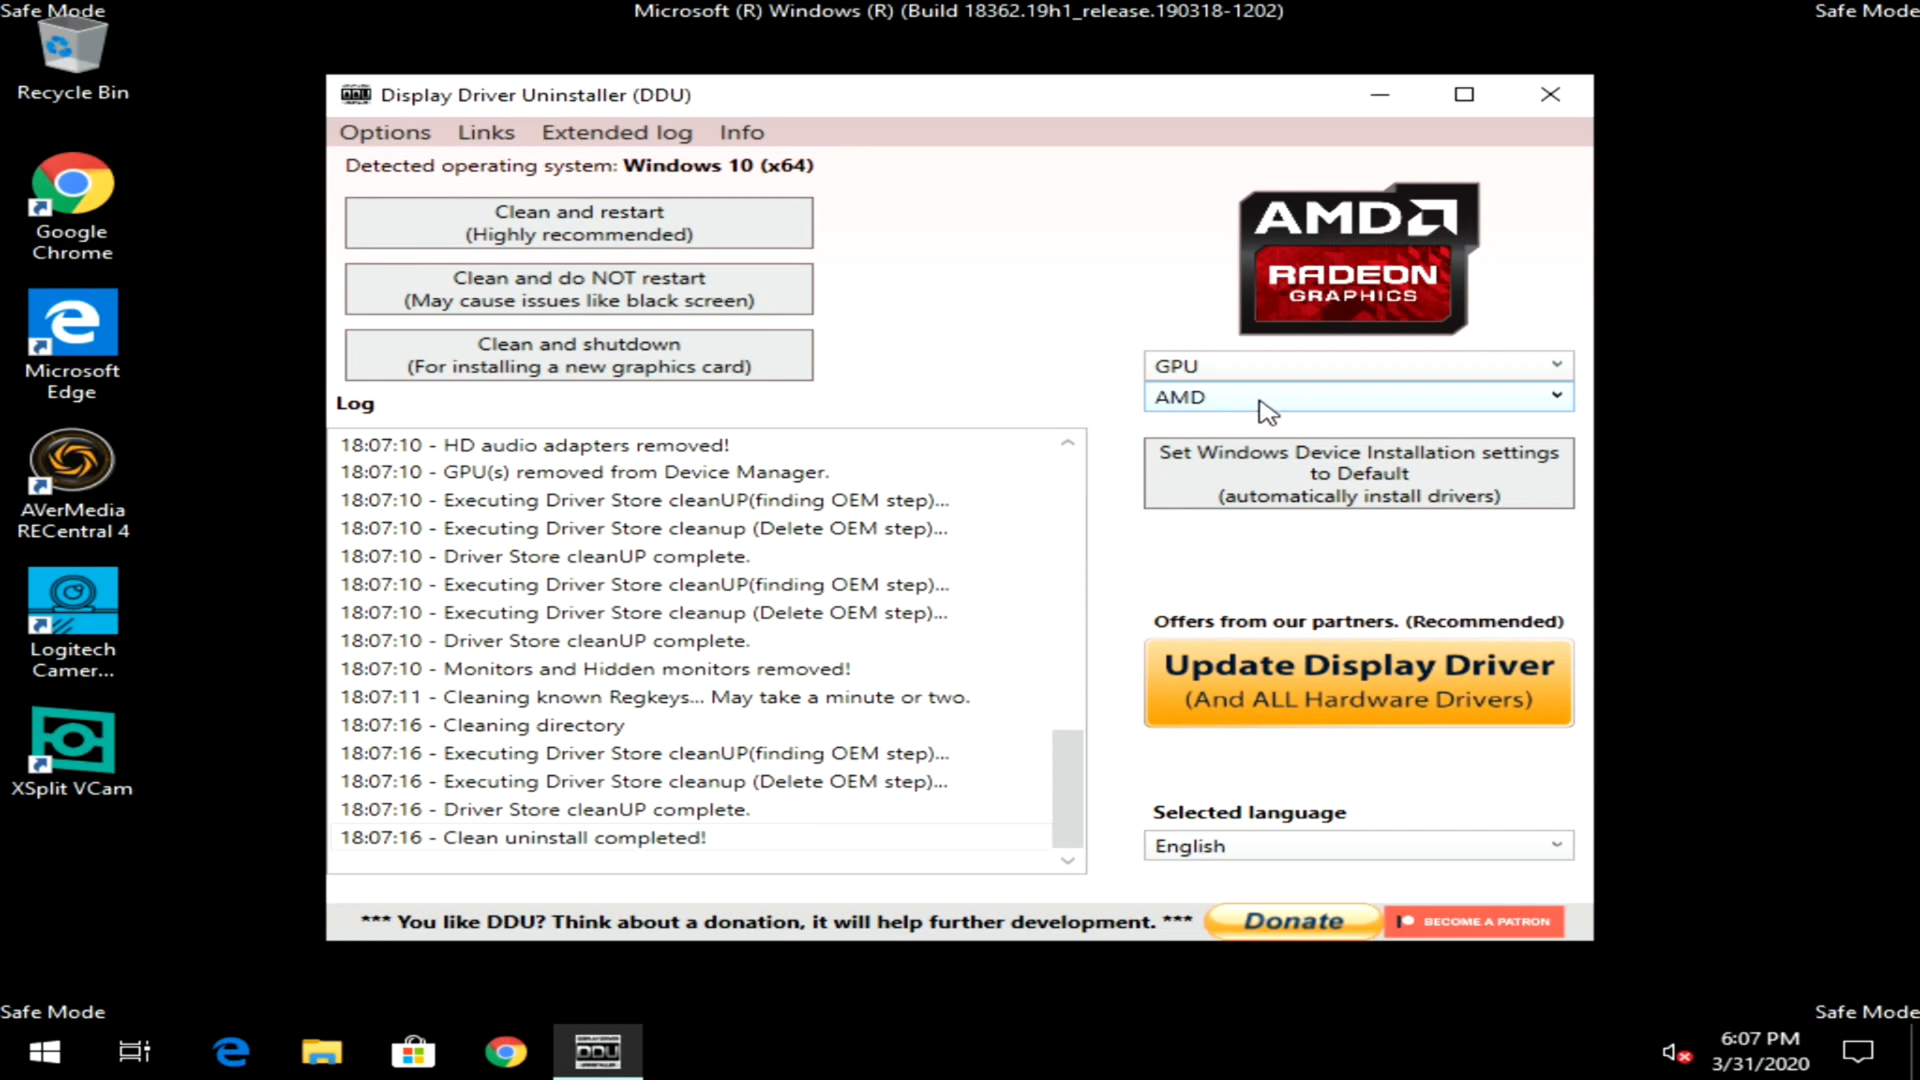 Safe Mode
Microsoft (R) Windows (R) (Build 18362.19h1_release.190318-1202)
Safe Mode
Recycle Bin
Google
Chrome
Microsoft
Edge
AVerMedia
RECentral 4
Logitech
Camer...
XSplit VCam
Display Driver Uninstaller (DDU)
Options Links Extended log Info
Detected operating system: Windows 10 (x64)
Clean and restart
(Highly recommended)
Clean and do NOT restart
(May cause issues like black screen)
Clean and shutdown
(For installing a new graphics card)
Log
18:07:10 - HD audio adapters removed!
18:07:10 - GPU(s) removed from Device Manager.
18:07:10 - Executing Driver Store cleanUP(finding OEM step)...
18:07:10 - Executing Driver Store cleanup (Delete OEM step)...
18:07:10 - Driver Store cleanUP complete.
18:07:10 - Executing Driver Store cleanUP(finding OEM step)...
18:07:10 - Executing Driver Store cleanup (Delete OEM step)...
18:07:10 - Driver Store cleanUP complete.
18:07:10 - Monitors and Hidden monitors removed!
18:07:11 - Cleaning known Regkeys... May take a minute or two.
18:07:16 - Cleaning directory
18:07:16 - Executing Driver Store cleanUP(finding OEM step)...
18:07:16 - Executing Driver Store cleanup (Delete OEM step)...
18:07:16 - Driver Store cleanUP complete.
18:07:16 - Clean uninstall completed!
AMD
RADEON
GRAPHICS
GPU
AMD
Set Windows Device Installation settings
to Default
(automatically install drivers)
Offers from our partners. (Recommended)
Update Display Driver
(And ALL Hardware Drivers)
Selected language
English
*** You like DDU? Think about a donation, it will help further development. ***
Donate
BECOME A PATRON
Safe Mode
Safe Mode
DDU
6:07 PM
3/31/2020